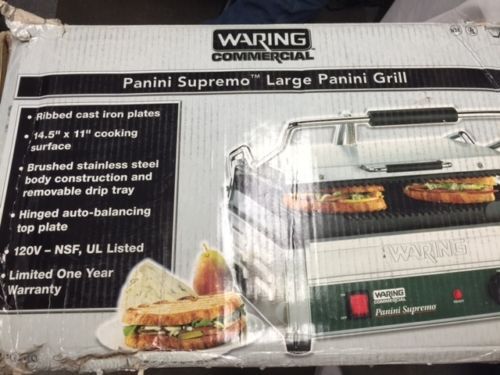 WARING
COMMERCIAL
Panini Supremo™ Large Panini Grill
• Ribbed cast iron plates
• 14.5" x 11" cooking
surface
• Brushed stainless steel
body construction and
removable drip tray
• Hinged auto-balancing
top plate
• 120V – NSF, UL Listed
• Limited One Year
Warranty
WARING
WARING
COMMERCIAL
Panini Supremo